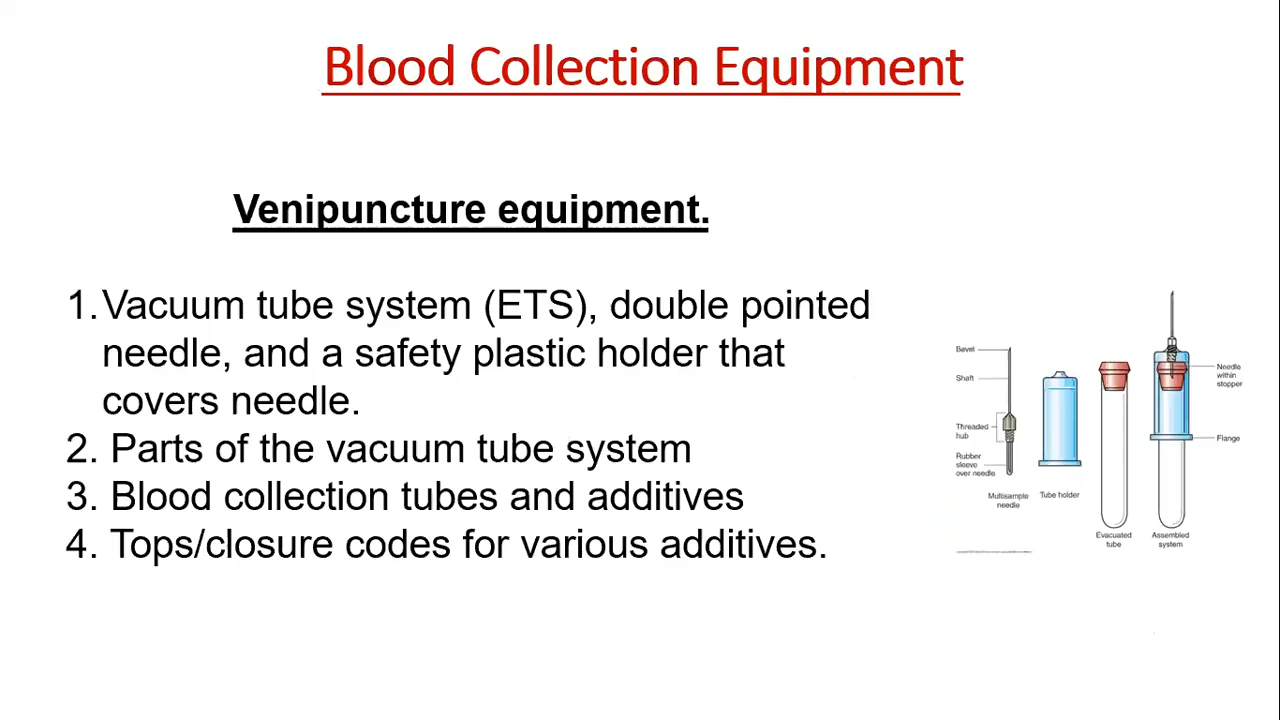 Blood Collection Equipment
Venipuncture equipment.
1. Vacuum tube system (ETS), double pointed
needle, and a safety plastic holder that
covers needle.
2. Parts of the vacuum tube system
3. Blood collection tubes and additives
4. Tops/closure codes for various additives.
Bevel
Shaft
Threaded
hub
Rubber
sleeve
over needle
Multisample
needle
Tube holder
Evacuated
tube
Assembled
system
Needle
within
stopper
Flange